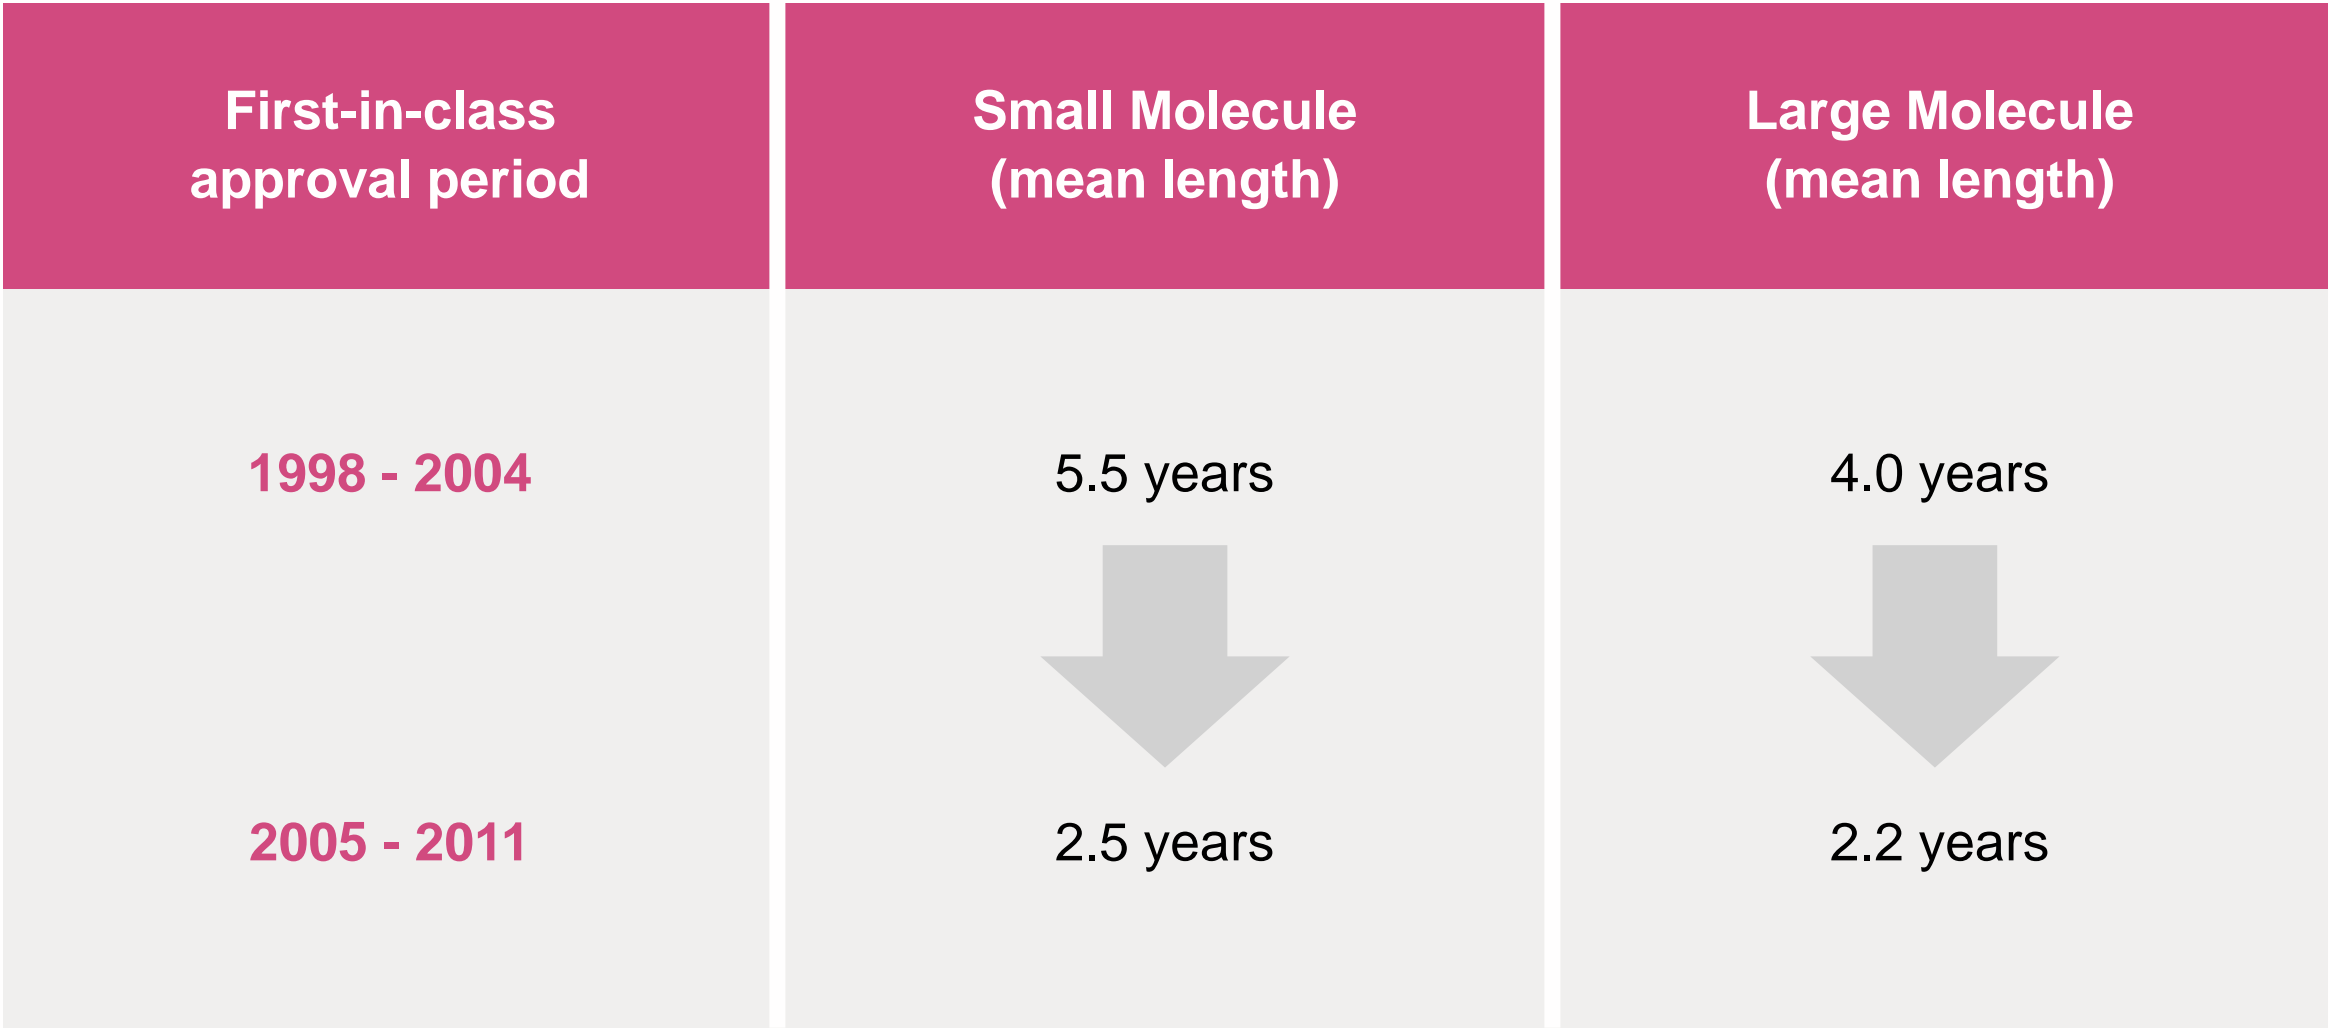 First-in-class
approval period
Small Molecule
(mean length)
Large Molecule
(mean length)
1998 - 2004
5.5 years
4.0 years
2005 - 2011
2.5 years
2.2 years